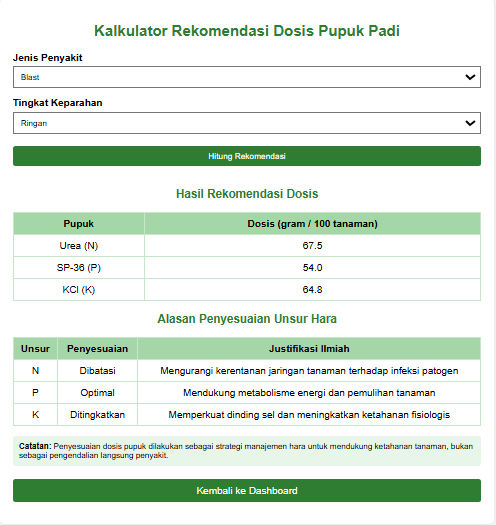 Kalkulator Rekomendasi Dosis Pupuk Padi
Jenis Penyakit
Blast
Tingkat Keparahan
Ringan
Hitung Rekomendasi
Hasil Rekomendasi Dosis
Pupuk Dosis (gram / 100 tanaman)
Urea (N) 67.5
SP-36 (P) 54.0
KCl (K) 64.8
Alasan Penyesuaian Unsur Hara
Unsur Penyesuaian Justifikasi Ilmiah
N Dibatasi Mengurangi kerentanan jaringan tanaman terhadap infeksi patogen
P Optimal Mendukung metabolisme energi dan pemulihan tanaman
K Ditingkatkan Memperkuat dinding sel dan meningkatkan ketahanan fisiologis
Catatan: Penyesuaian dosis pupuk dilakukan sebagai strategi manajemen hara untuk mendukung ketahanan tanaman, bukan
sebagai pengendalian langsung penyakit.
Kembali ke Dashboard